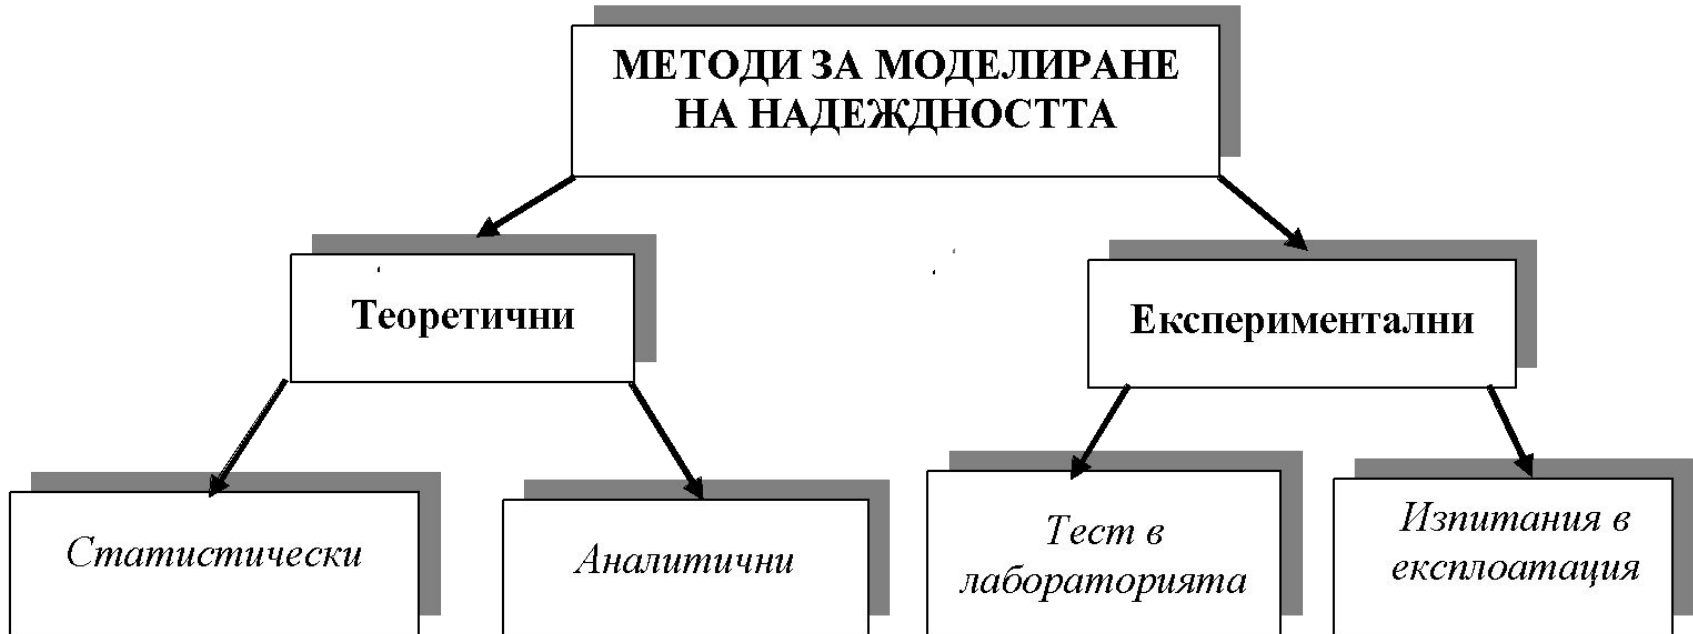 МЕТОДИ ЗА МОДЕЛИРАНЕ
НА НАДЕЖДНОСТТА
Теоретични
Експериментални
Статистически
Аналитични
Тест в
лабораторията
Изпитания в
експлоатация